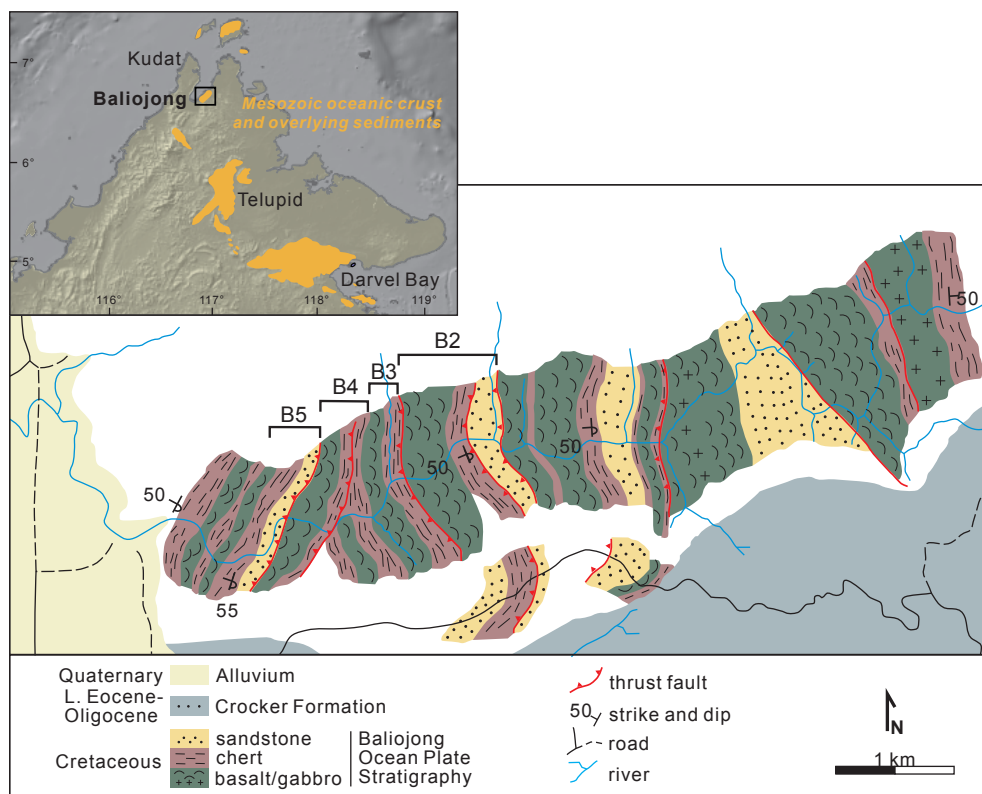 7°
6°
5°
116°
117°
118°
119°
Kudat
Baliojong
Mesozoic oceanic crust
and overlying sediments
Telupid
Darvel Bay
B2
B3
B4
B5
50
50
50
50
55
Quaternary
Alluvium
L. Eocene-
Oligocene
Crocker Formation
Cretaceous
sandstone
chert
basalt/gabbro
Baliojong
Ocean Plate
Stratigraphy
thrust fault
50 strike and dip
road
river
N
1 km